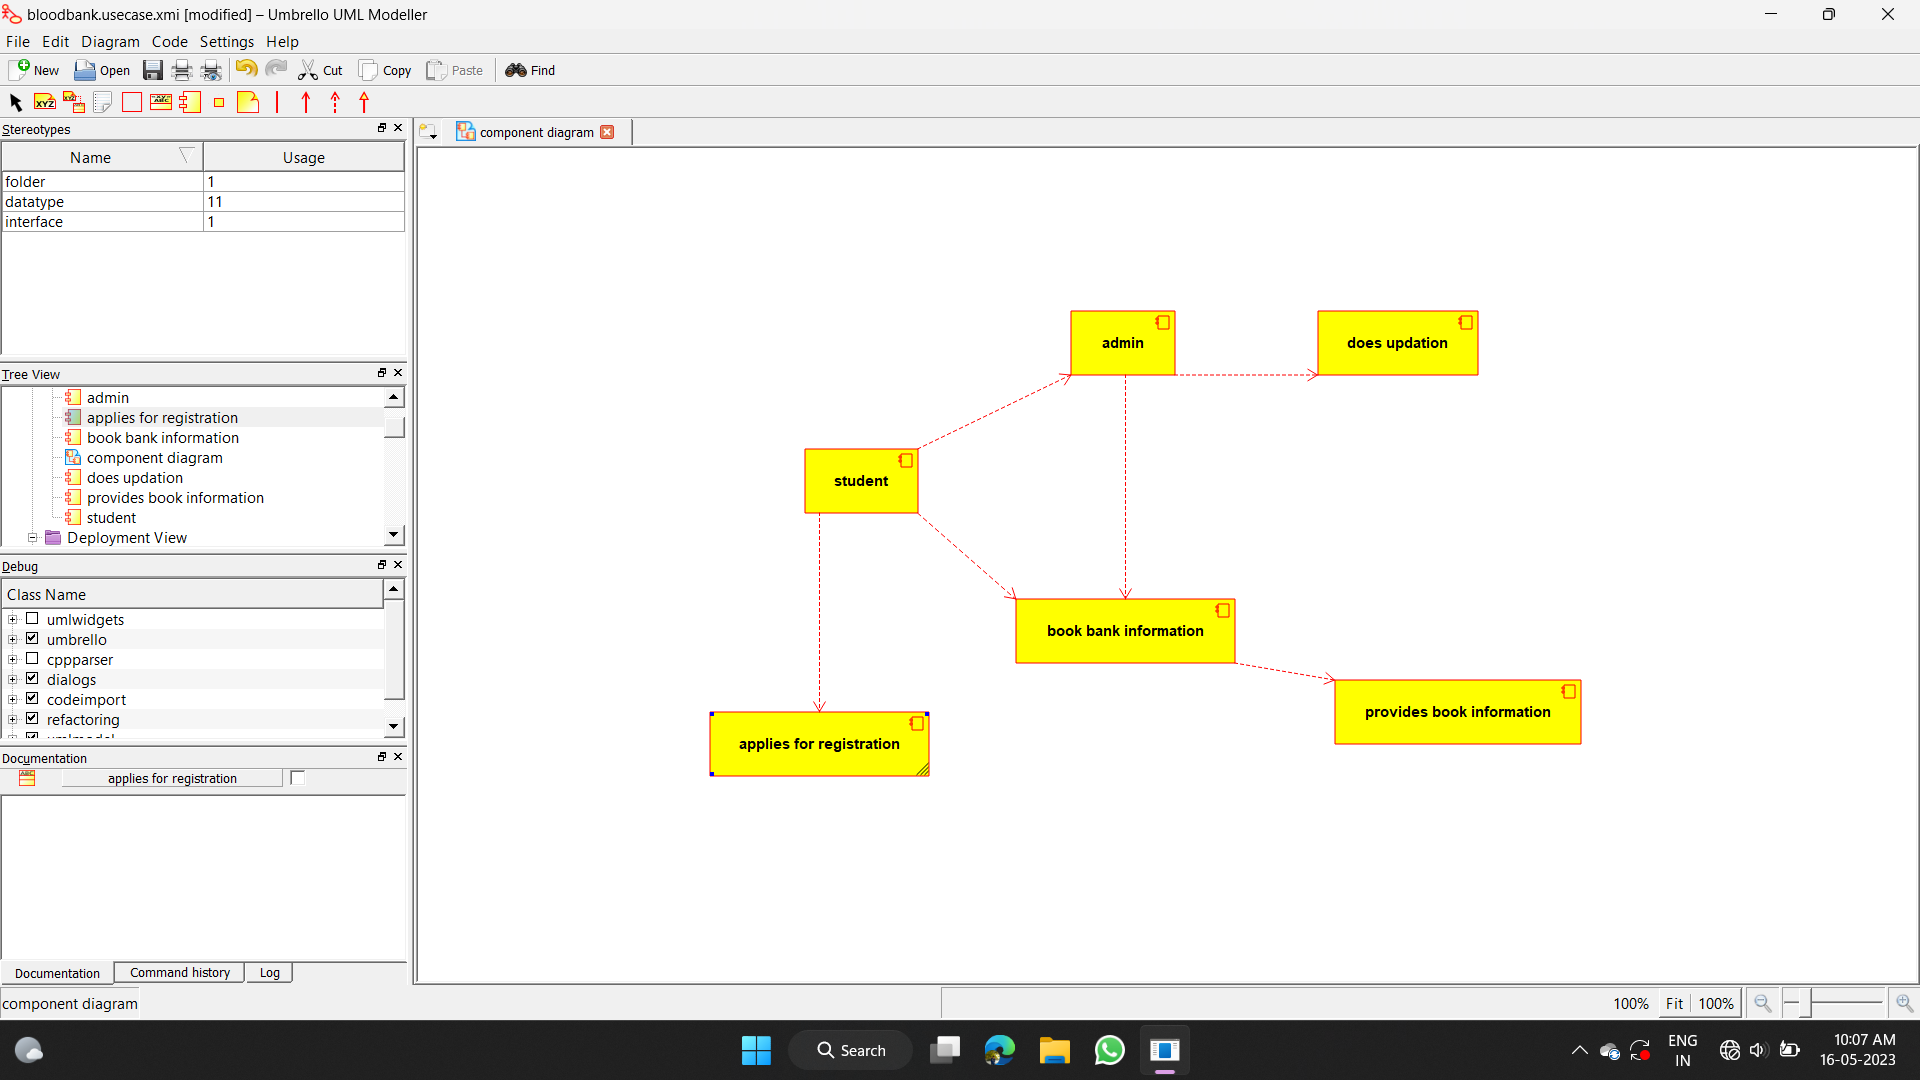 bloodbank.usecase.xmi [modified] – Umbrello UML Modeller
File Edit Diagram Code Settings Help
New Open Cut Copy Paste Find
XYZ
Stereotypes
Name Usage
folder 1
datatype 11
interface 1
Tree View
admin
applies for registration
book bank information
component diagram
does updation
provides book information
student
Deployment View
Debug
Class Name
umlwidgets
umbrello
cppparser
dialogs
codeimport
refactoring
umlmodel
Documentation
applies for registration
Documentation Command history Log
component diagram
component diagram
admin
does updation
student
book bank information
provides book information
applies for registration
100% Fit 100%
Search
ENG
IN
10:07 AM
16-05-2023